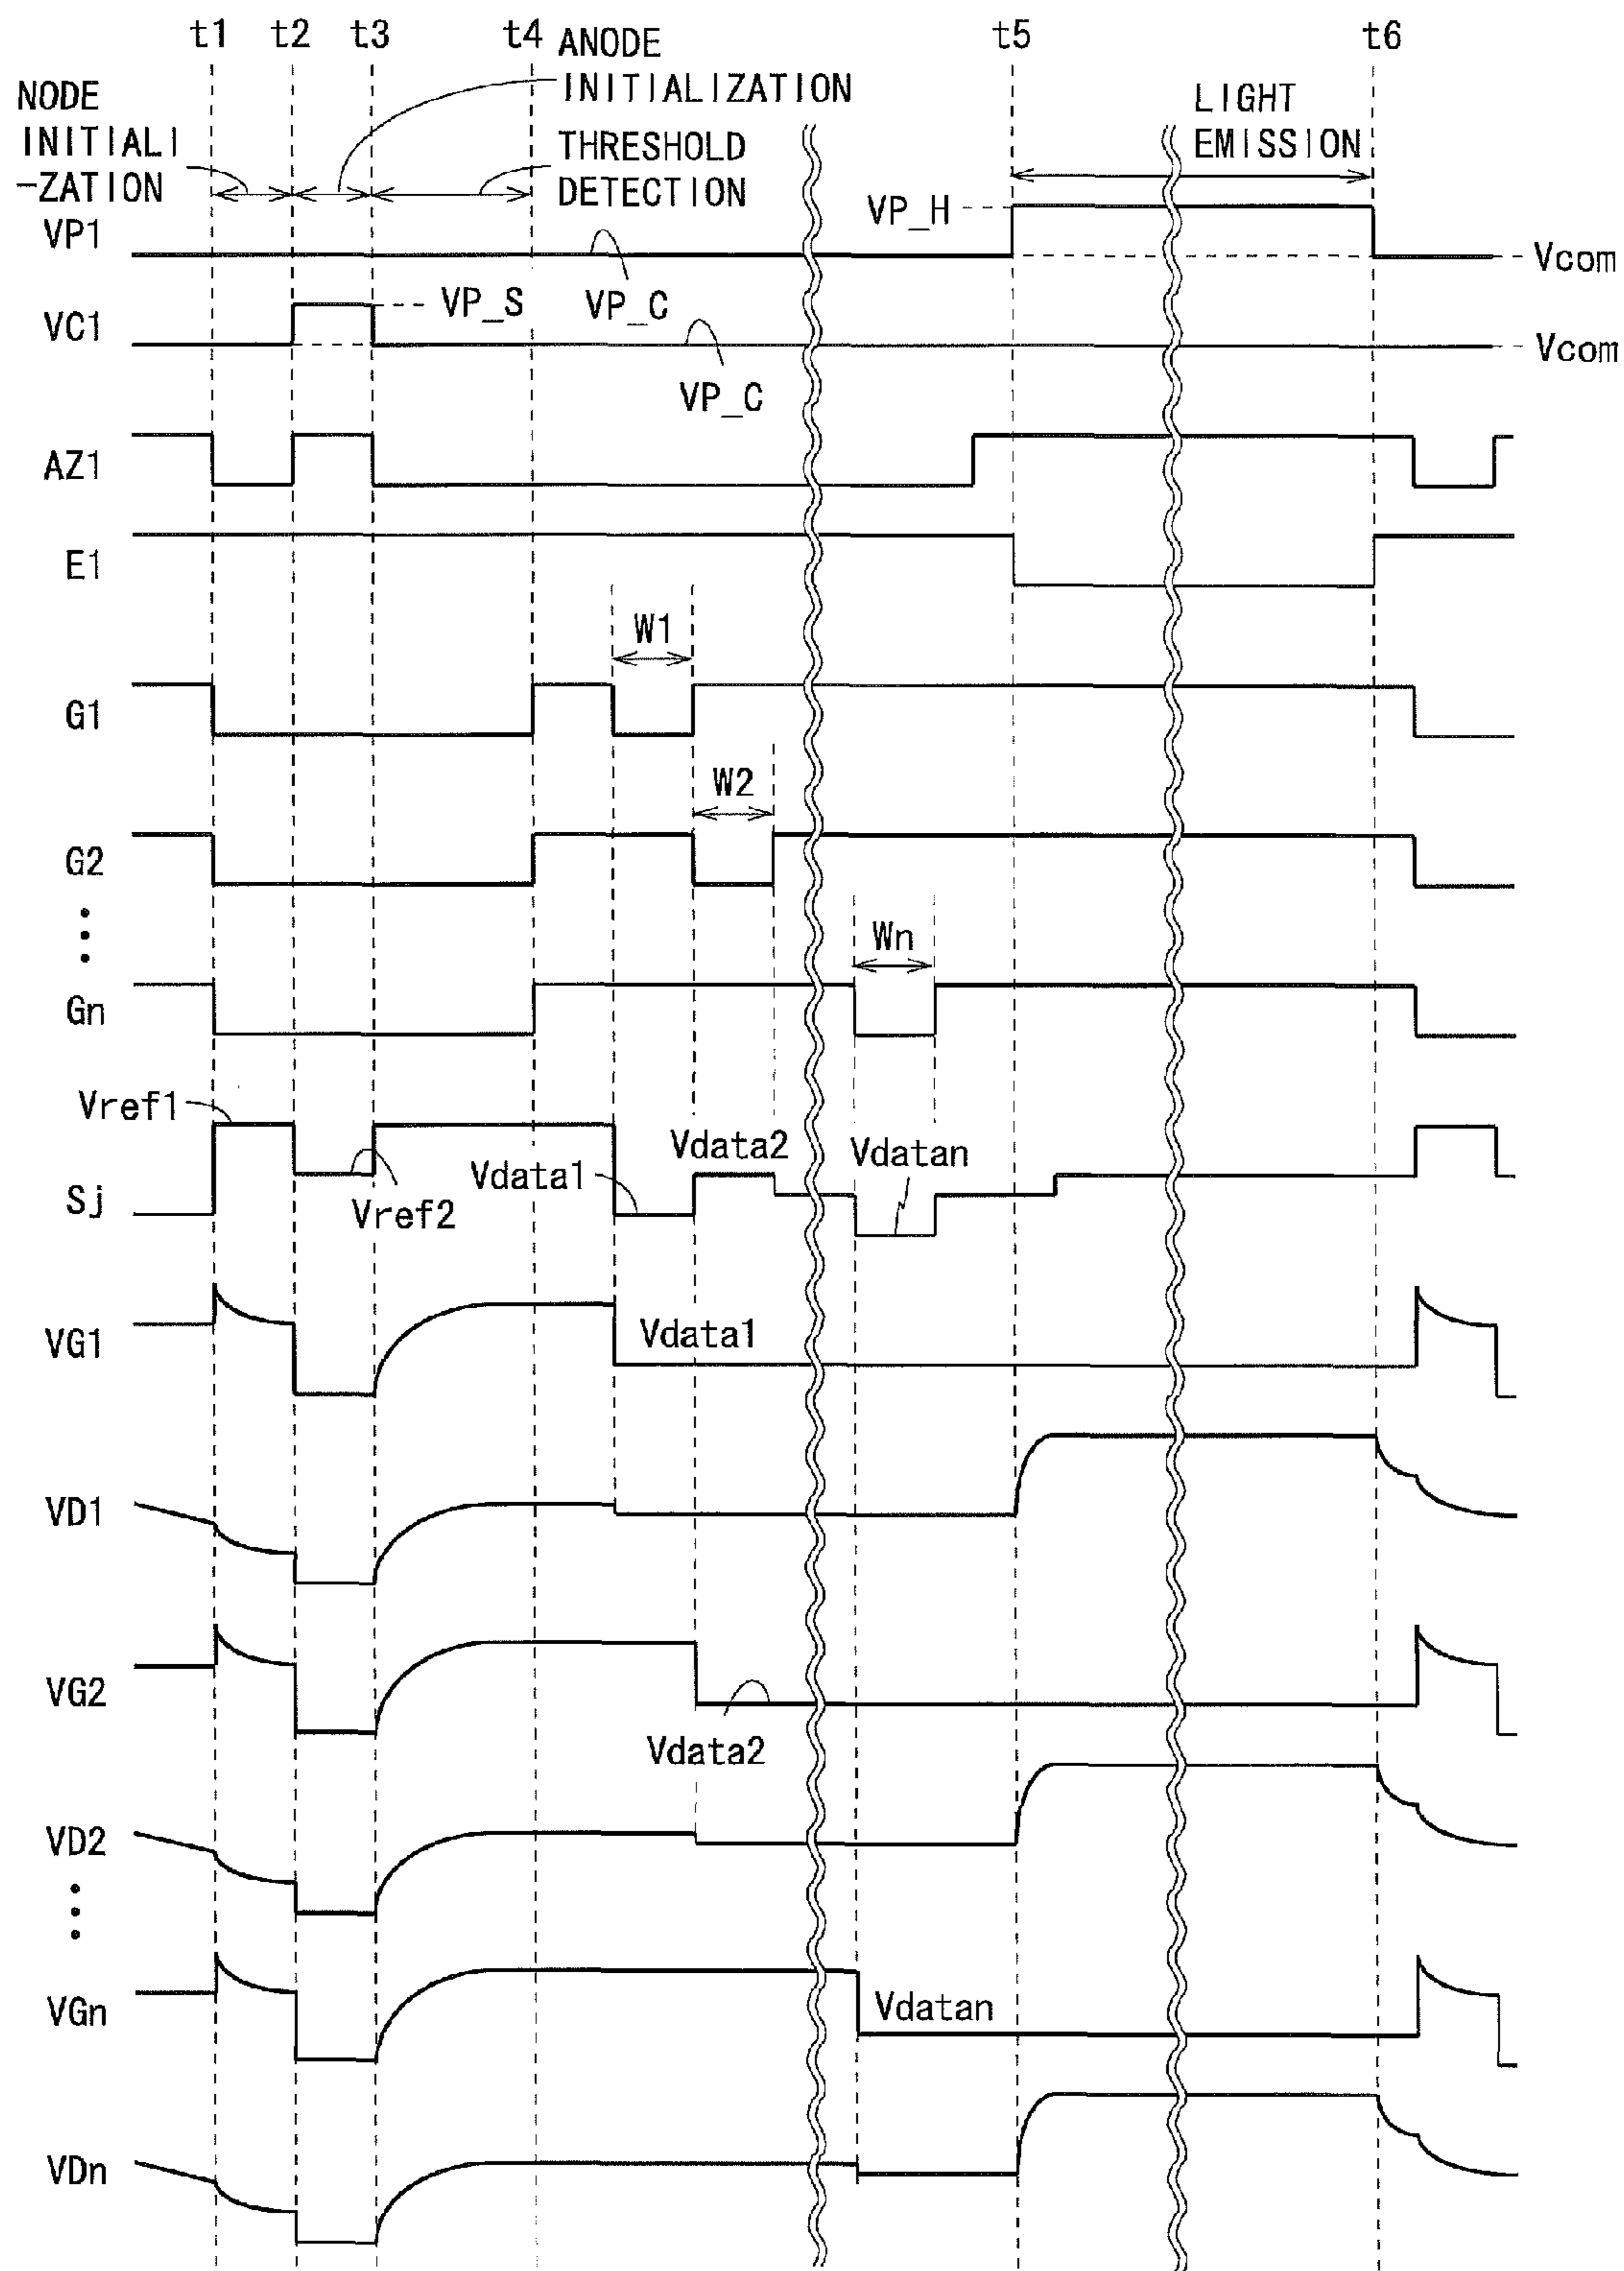 t1 t2 t3 t4 t5 t6
NODE
INITIALI
-ZATION
ANODE
INITIALIZATION
THRESHOLD
DETECTION
LIGHT
EMISSION
VP1
VP_H
Vcom
VP_C
VC1
VP_S
Vcom
VP_C
AZ1
E1
W1
G1
W2
G2
Wn
Gn
Vref1
Vdata2
Vdatan
Vdata1
Sj
Vref2
VG1
Vdata1
VD1
VG2
Vdata2
VD2
VGn
Vdatan
VDn